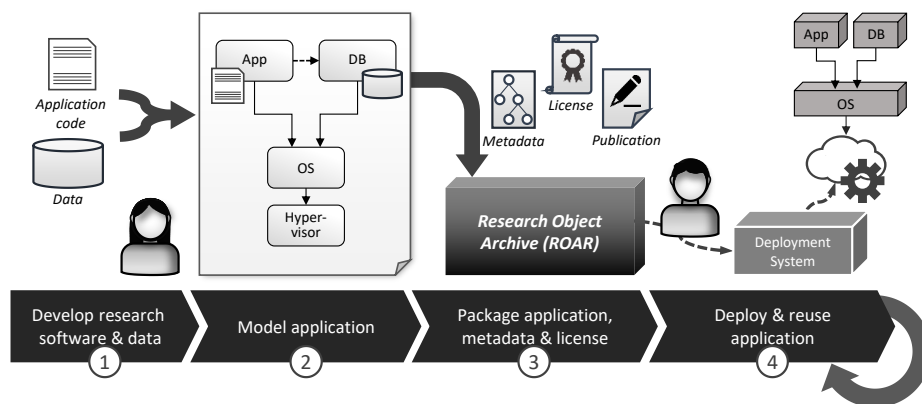 Application
code
Data
App
DB
OS
Hyper-
visor
Metadata
License
Publication
Research Object
Archive (ROAR)
App
DB
OS
Deployment
System
Develop research
software & data
1
Model application
2
Package application,
metadata & license
3
Deploy & reuse
application
4